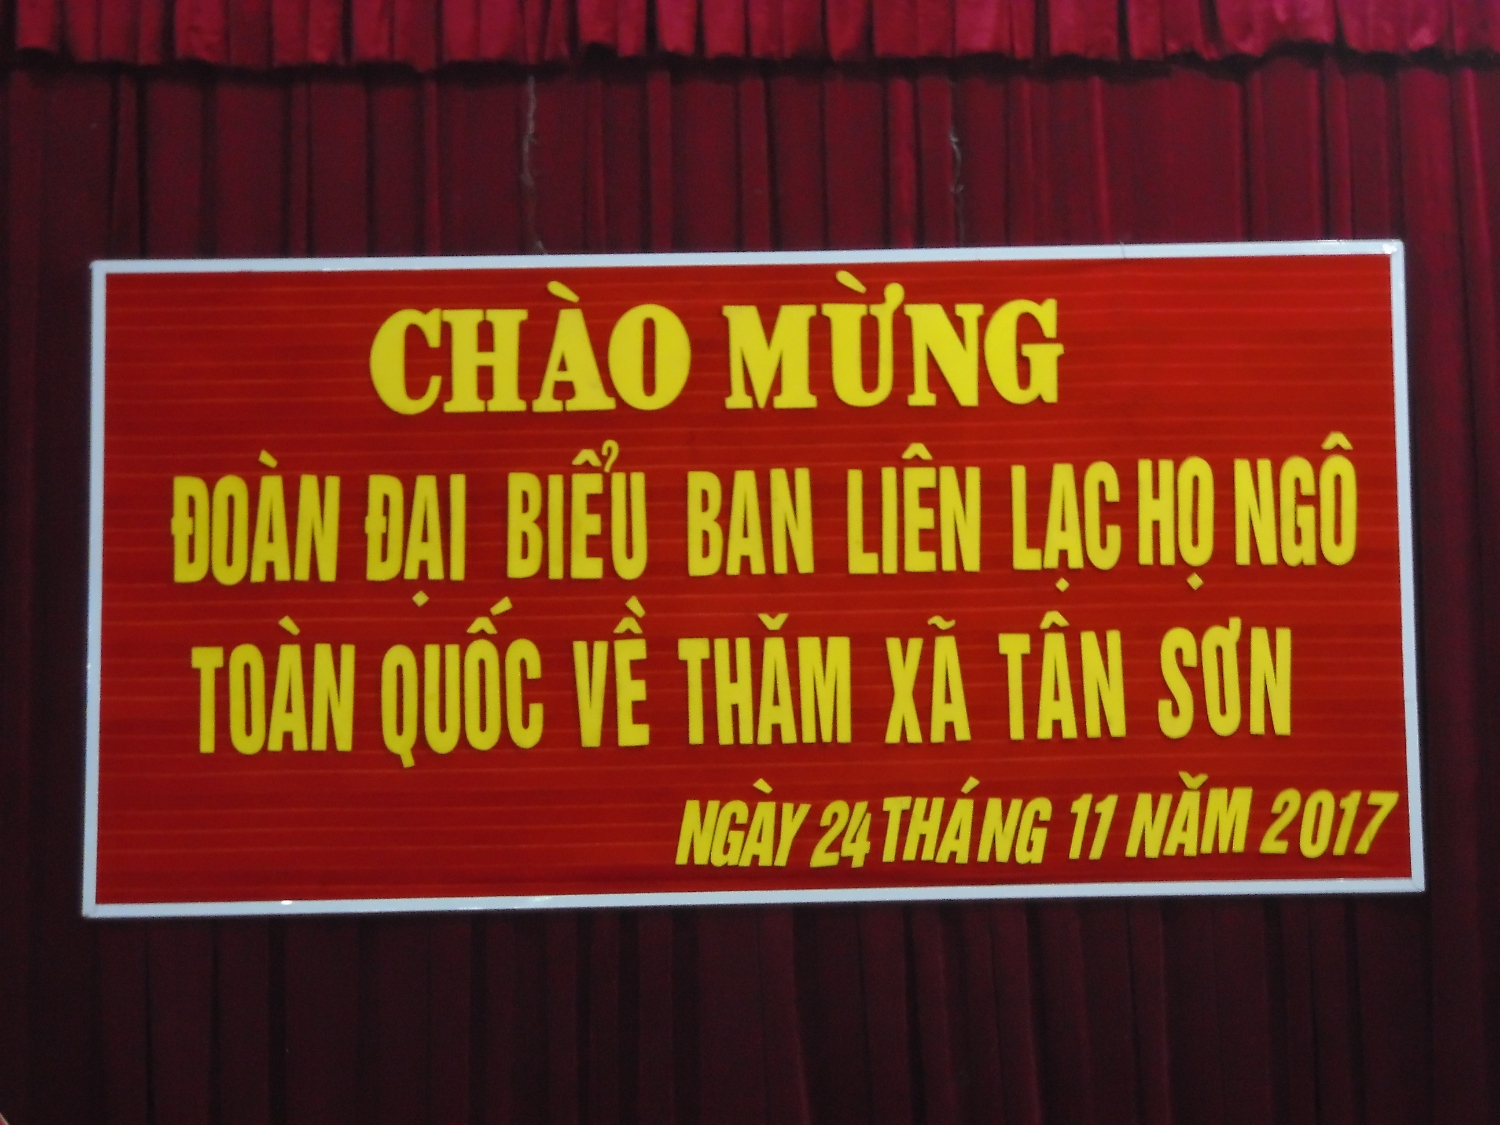 CHÀO MỪNG
ĐOÀN ĐẠI BIỂU BAN LIÊN LẠC HỌ NGÔ
TOÀN QUỐC VỀ THĂM XÃ TÂN SƠN
NGÀY 24 THÁNG 11 NĂM 2017